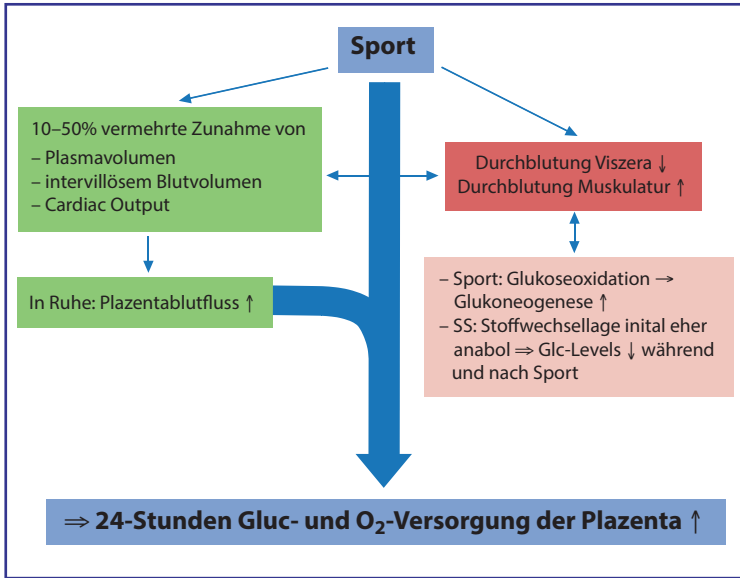 Sport
10–50% vermehrte Zunahme von
– Plasmavolumen
– intervillösem Blutvolumen
– Cardiac Output
Durchblutung Viszera ↓
Durchblutung Muskulatur ↑
In Ruhe: Plazentablutfluss ↑
– Sport: Glukoseoxidation →
Glukoneogenese ↑
– SS: Stoffwechsellage inital eher
anabol ⇒ Glc-Levels ↓ während
und nach Sport
⇒ 24-Stunden Gluc- und O₂-Versorgung der Plazenta ↑